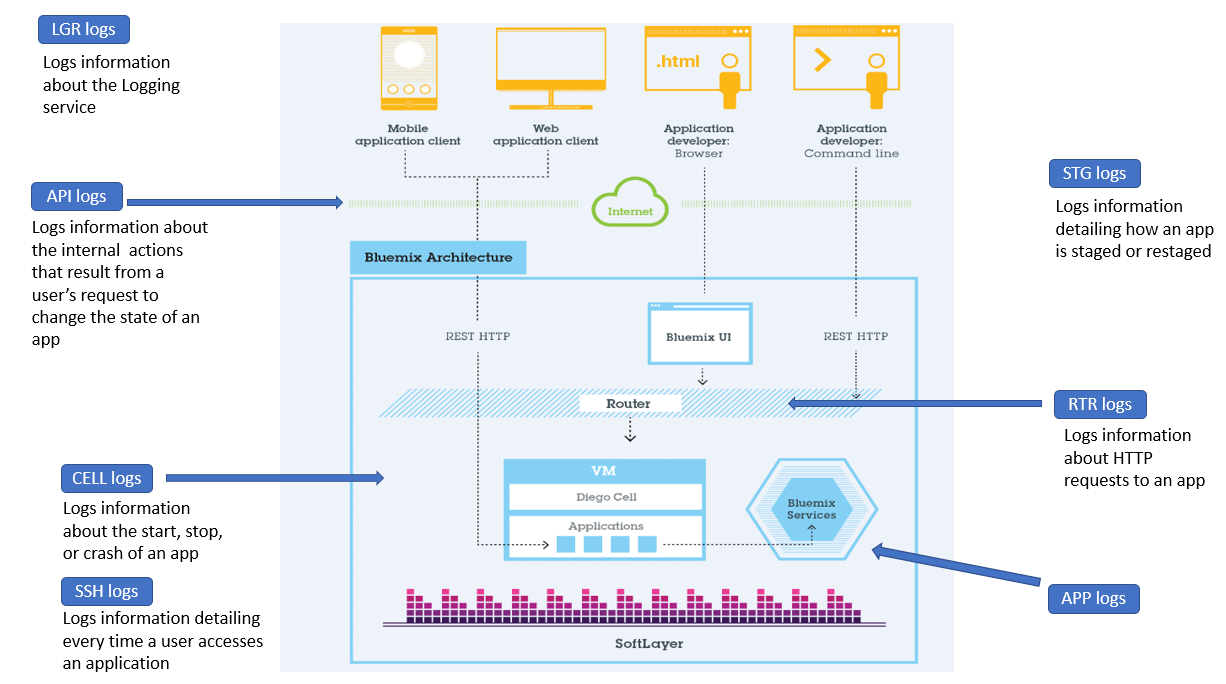 LGR logs
Logs information
about the Logging
service
API logs
Logs information about
the internal  actions
that result from a
user’s request to
change the state of an
app
CELL logs
Logs information
about the start, stop,
or crash of an app
SSH logs
Logs information detailing
every time a user accesses
an application
.html
Mobile
application client
Web
application client
Application
developer:
Browser
Application
developer:
Command line
Internet
Bluemix Architecture
REST HTTP
Bluemix UI
REST HTTP
Router
VM
Diego Cell
Applications
Bluemix
Services
SoftLayer
STG logs
Logs information
detailing how an app
is staged or restaged
RTR logs
Logs information
about HTTP
requests to an app
APP logs